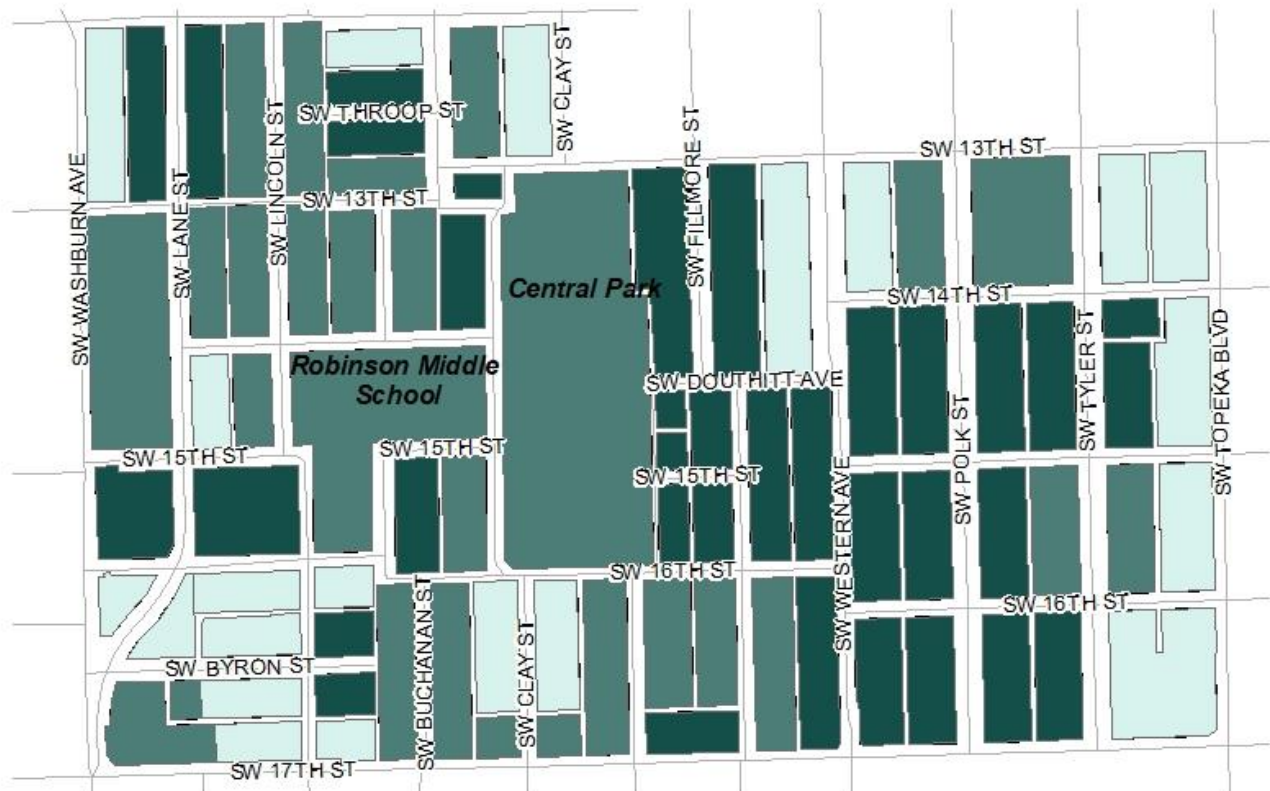 SW CLAY ST
SW THROOP ST
SW WASHBURN AVE
SW LANE ST
SW LINCOLN ST
SW FILLMORE ST
SW 13TH ST
SW 13TH ST
Central Park
SW 14TH ST
Robinson Middle
School
SW DOUTHITT AVE
SW TYLER ST
SW TOPEKA BLVD
SW POLK ST
SW 15TH ST
SW 15TH ST
SW 15TH ST
SW WESTERN AVE
SW 16TH ST
SW 16TH ST
SW BUCHANAN ST
SW CLAY ST
SW BYRON ST
SW 17TH ST